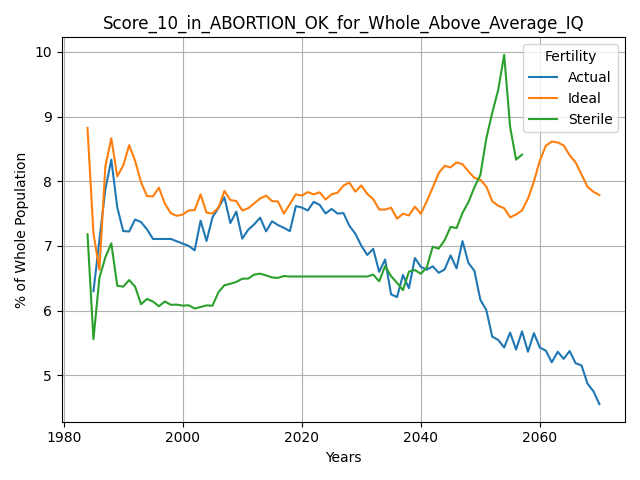 Score_10_in_ABORTION_OK_for_Whole_Above_Average_IQ
% of Whole Population
10
9
8
7
6
5
Fertility
Actual
Ideal
Sterile
1980
2000
2020
2040
2060
Years